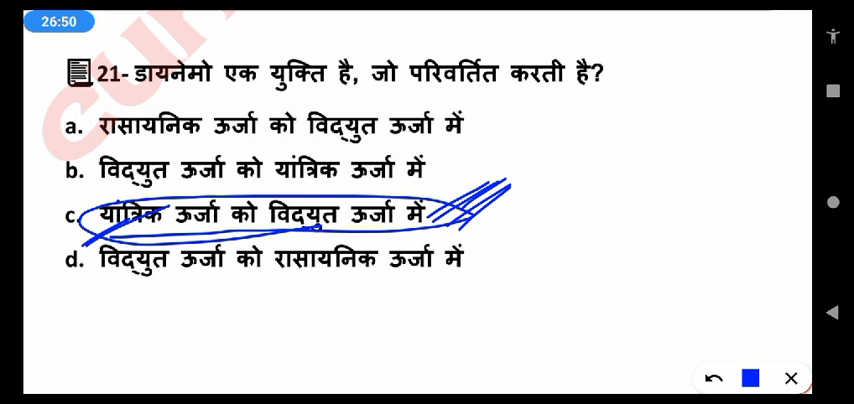 26:50
21- डायनेमो एक युक्ति है, जो परिवर्तित करती है?
a. रासायनिक ऊर्जा को विद्युत ऊर्जा में
b. विद्युत ऊर्जा को यांत्रिक ऊर्जा में
c. यांत्रिक ऊर्जा को विद्युत ऊर्जा में
d. विद्युत ऊर्जा को रासायनिक ऊर्जा में